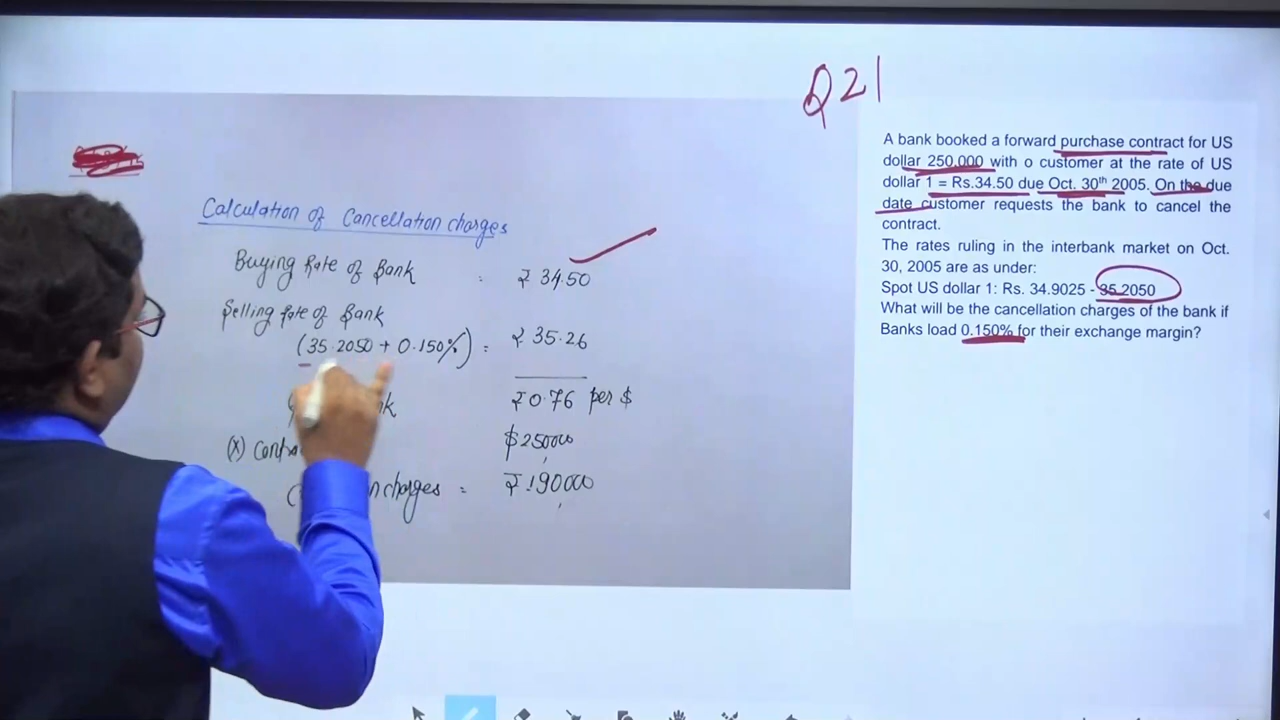 Q21
A bank booked a forward purchase contract for US
dollar 250,000 with o customer at the rate of US
dollar 1 = Rs.34.50 due Oct. 30th 2005. On the due
date customer requests the bank to cancel the
contract.
The rates ruling in the interbank market on Oct.
30, 2005 are as under:
Spot US dollar 1: Rs. 34.9025 - 35.2050
What will be the cancellation charges of the bank if
Banks load 0.150% for their exchange margin?
Calculation of Cancellation charges
Buying Rate of Bank : ₹ 34.50
Selling Rate of Bank
(35.2050 + 0.150%) = ₹ 35.26
₹0.76 per $
(x) $250,000
charges = ₹190,000